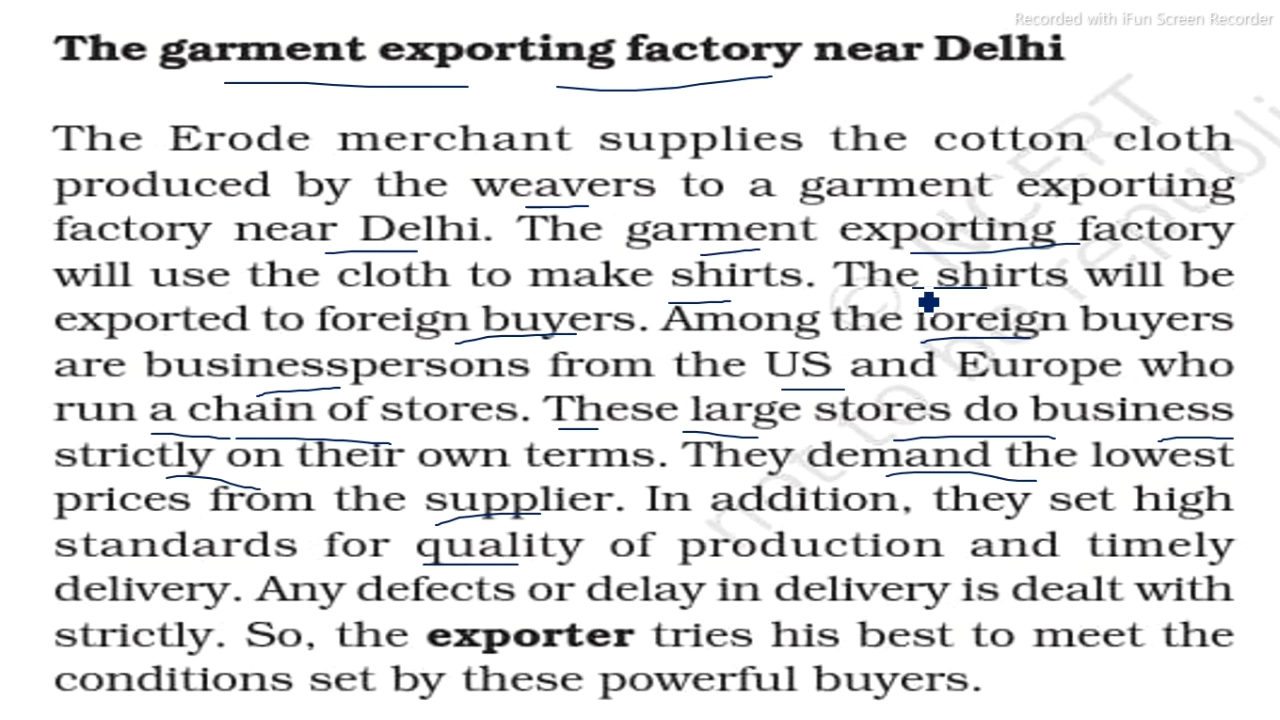 Recorded with iFun Screen Recorder
The garment exporting factory near Delhi
The Erode merchant supplies the cotton cloth
produced by the weavers to a garment exporting
factory near Delhi. The garment exporting factory
will use the cloth to make shirts. The shirts will be
exported to foreign buyers. Among the foreign buyers
are businesspersons from the US and Europe who
run a chain of stores. These large stores do business
strictly on their own terms. They demand the lowest
prices from the supplier. In addition, they set high
standards for quality of production and timely
delivery. Any defects or delay in delivery is dealt with
strictly. So, the exporter tries his best to meet the
conditions set by these powerful buyers.
© NCERT
not to be republi